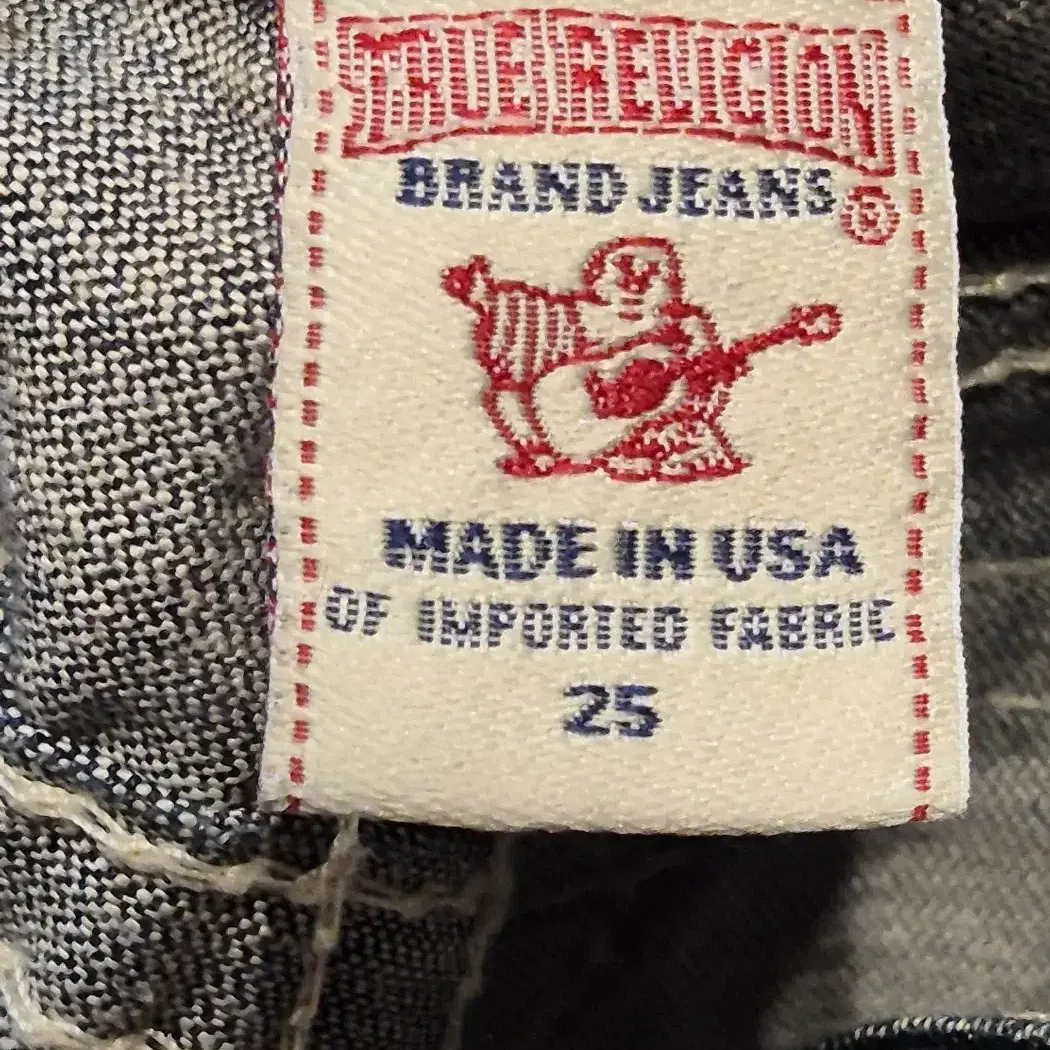 TRUE RELIGION
BRAND JEANS ®
MADE IN USA
OF IMPORTED FABRIC
25